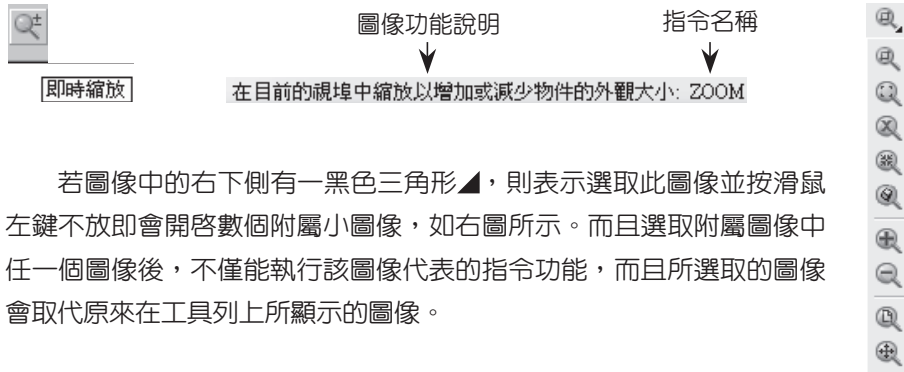 圖像功能說明
指令名稱
即時縮放
在目前的視埠中縮放以增加或減少物件的外觀大小: ZOOM
若圖像中的右下側有一黑色三角形◢，則表示選取此圖像並按滑鼠
左鍵不放即會開啓數個附屬小圖像，如右圖所示。而且選取附屬圖像中
任一個圖像後，不僅能執行該圖像代表的指令功能，而且所選取的圖像
會取代原來在工具列上所顯示的圖像。